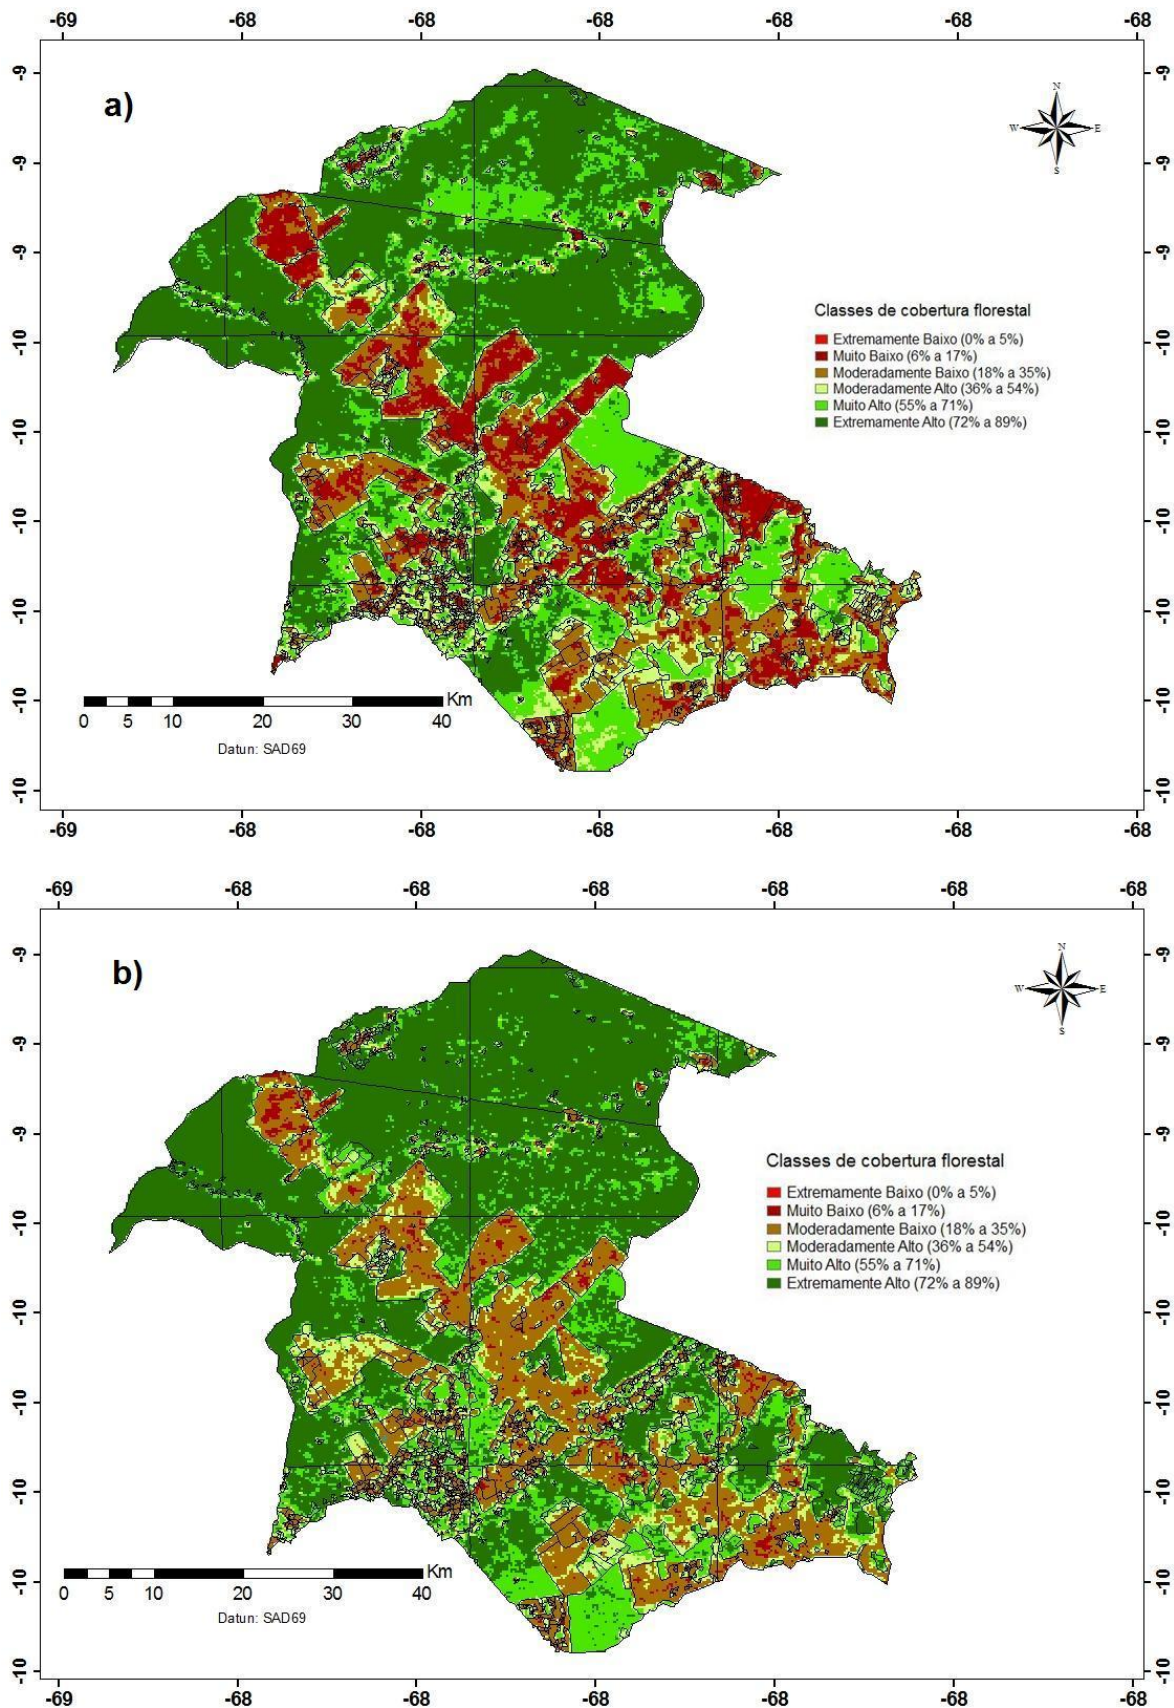 -69 -68 -68 -68 -68 -68 -68
a)
N
W E
S
-9 -9
-9 -9
-9 -9
-10 -10
-10 -10
-10 -10
-10 -10
-10 -10
-10 -10
Classes de cobertura florestal
Extremamente Baixo (0% a 5%)
Muito Baixo (6% a 17%)
Moderadamente Baixo (18% a 35%)
Moderadamente Alto (36% a 54%)
Muito Alto (55% a 71%)
Extremamente Alto (72% a 89%)
Km
0 5 10 20 30 40
Datun: SAD69
-69 -68 -68 -68 -68 -68 -68
-69 -68 -68 -68 -68 -68 -68
b)
N
W E
S
-9 -9
-9 -9
-9 -9
-10 -10
-10 -10
-10 -10
-10 -10
-10 -10
-10 -10
Classes de cobertura florestal
Extremamente Baixo (0% a 5%)
Muito Baixo (6% a 17%)
Moderadamente Baixo (18% a 35%)
Moderadamente Alto (36% a 54%)
Muito Alto (55% a 71%)
Extremamente Alto (72% a 89%)
Km
0 5 10 20 30 40
Datun: SAD69
-69 -68 -68 -68 -68 -68 -68